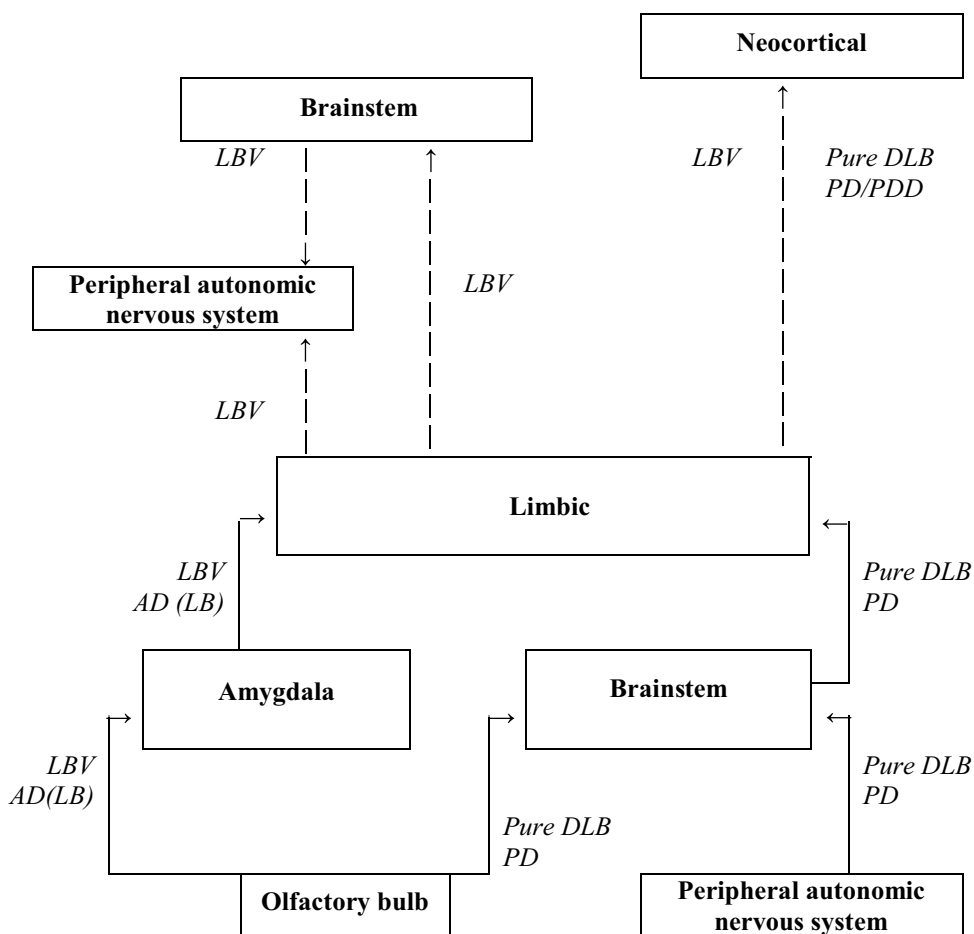 Neocortical
Brainstem
LBV
LBV
Pure DLB
PD/PDD
Peripheral autonomic
nervous system
LBV
LBV
Limbic
LBV
AD (LB)
Pure DLB
PD
Amygdala
Brainstem
LBV
AD(LB)
Pure DLB
PD
Pure DLB
PD
Olfactory bulb
Peripheral autonomic
nervous system